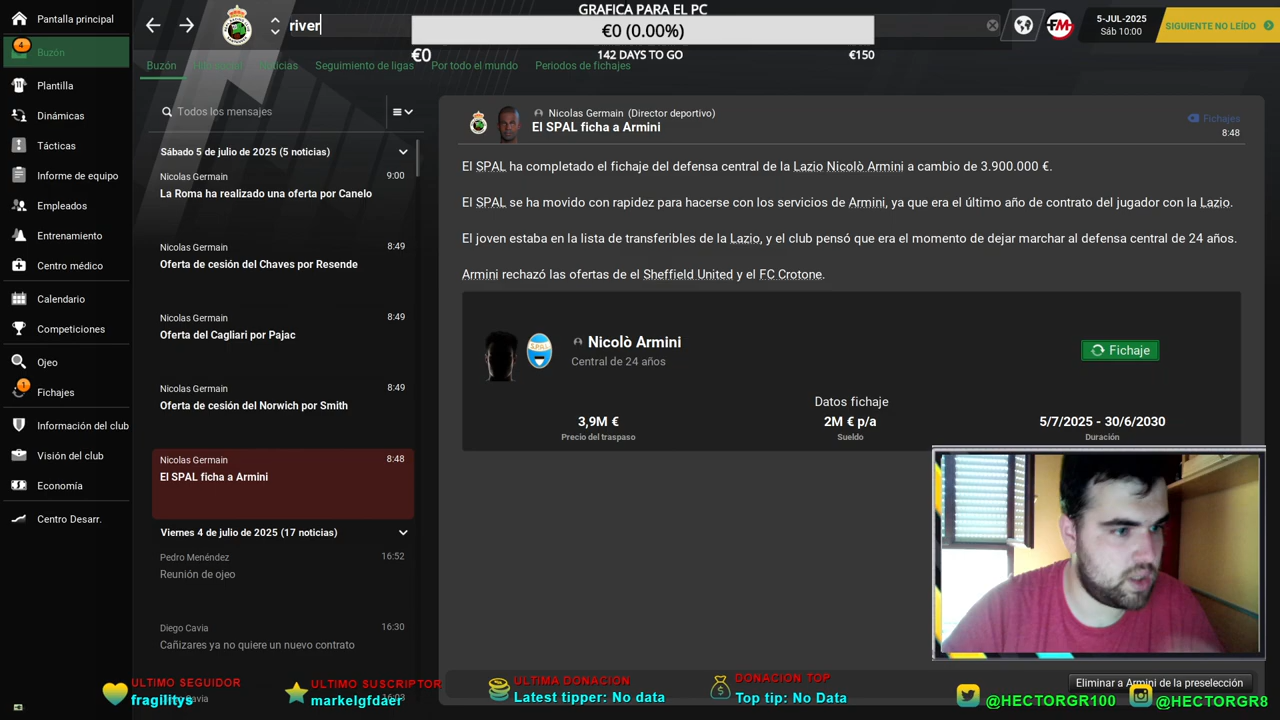 Pantalla principal
4
Buzón
Plantilla
Dinámicas
Tácticas
Informe de equipo
Empleados
Entrenamiento
Centro médico
Calendario
Competiciones
Ojeo
1
Fichajes
Información del club
Visión del club
Economía
Centro Desarr.
river
GRAFICA PARA EL PC
€0 (0.00%)
€0
142 DAYS TO GO
€150
5-JUL-2025
Sáb 10:00
SIGUIENTE NO LEÍDO
FM
Buzón
Seguimiento de ligas
Por todo el mundo
Periodos de fichajes
Todos los mensajes
Sábado 5 de julio de 2025 (5 noticias)
Nicolas Germain 9:00
La Roma ha realizado una oferta por Canelo
Nicolas Germain 8:49
Oferta de cesión del Chaves por Resende
Nicolas Germain 8:49
Oferta del Cagliari por Pajac
Nicolas Germain 8:49
Oferta de cesión del Norwich por Smith
Nicolas Germain 8:48
El SPAL ficha a Armini
Viernes 4 de julio de 2025 (17 noticias)
Pedro Menéndez 16:52
Reunión de ojeo
Diego Cavia 16:30
Cañizares ya no quiere un nuevo contrato
Nicolas Germain (Director deportivo)
El SPAL ficha a Armini
Fichajes
8:48
El SPAL ha completado el fichaje del defensa central de la Lazio Nicolò Armini a cambio de 3.900.000 €.
El SPAL se ha movido con rapidez para hacerse con los servicios de Armini, ya que era el último año de contrato del jugador con la Lazio.
El joven estaba en la lista de transferibles de la Lazio, y el club pensó que era el momento de dejar marchar al defensa central de 24 años.
Armini rechazó las ofertas de el Sheffield United y el FC Crotone.
Nicolò Armini
Central de 24 años
Fichaje
Datos fichaje
3,9M €
Precio del traspaso
2M € p/a
Sueldo
5/7/2025 - 30/6/2030
Duración
Eliminar a Armini de la preselección
ULTIMO SEGUIDOR
fragilitys
ULTIMO SUSCRIPTOR
markelgfdaer
ULTIMA DONACION
Latest tipper: No data
DONACION TOP
Top tip: No Data
@HECTORGR100
@HECTORGR8